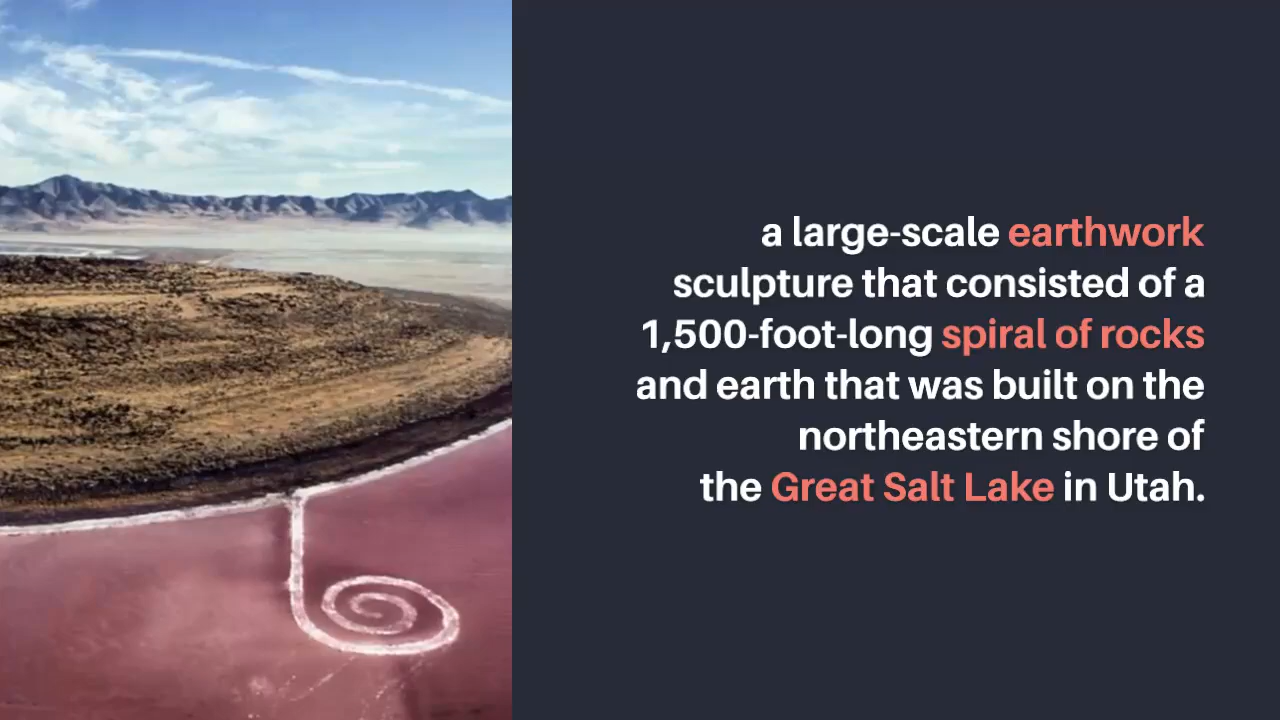 a large-scale earthwork
sculpture that consisted of a
1,500-foot-long spiral of rocks
and earth that was built on the
northeastern shore of
the Great Salt Lake in Utah.